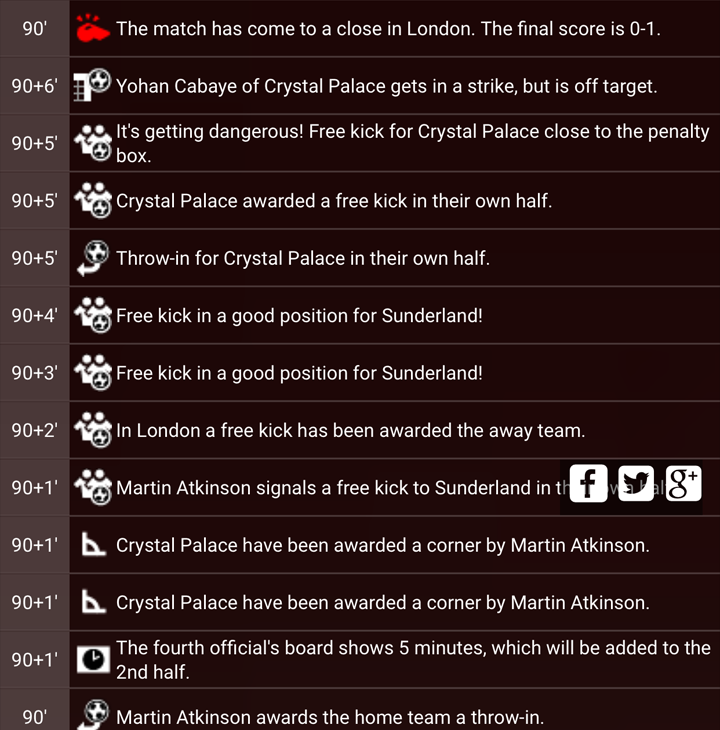 90' The match has come to a close in London. The final score is 0-1.
90+6' Yohan Cabaye of Crystal Palace gets in a strike, but is off target.
90+5' It's getting dangerous! Free kick for Crystal Palace close to the penalty
box.
90+5' Crystal Palace awarded a free kick in their own half.
90+5' Throw-in for Crystal Palace in their own half.
90+4' Free kick in a good position for Sunderland!
90+3' Free kick in a good position for Sunderland!
90+2' In London a free kick has been awarded the away team.
90+1' Martin Atkinson signals a free kick to Sunderland in f g+
90+1' Crystal Palace have been awarded a corner by Martin Atkinson.
90+1' Crystal Palace have been awarded a corner by Martin Atkinson.
90+1' The fourth official's board shows 5 minutes, which will be added to the
2nd half.
90' Martin Atkinson awards the home team a throw-in.